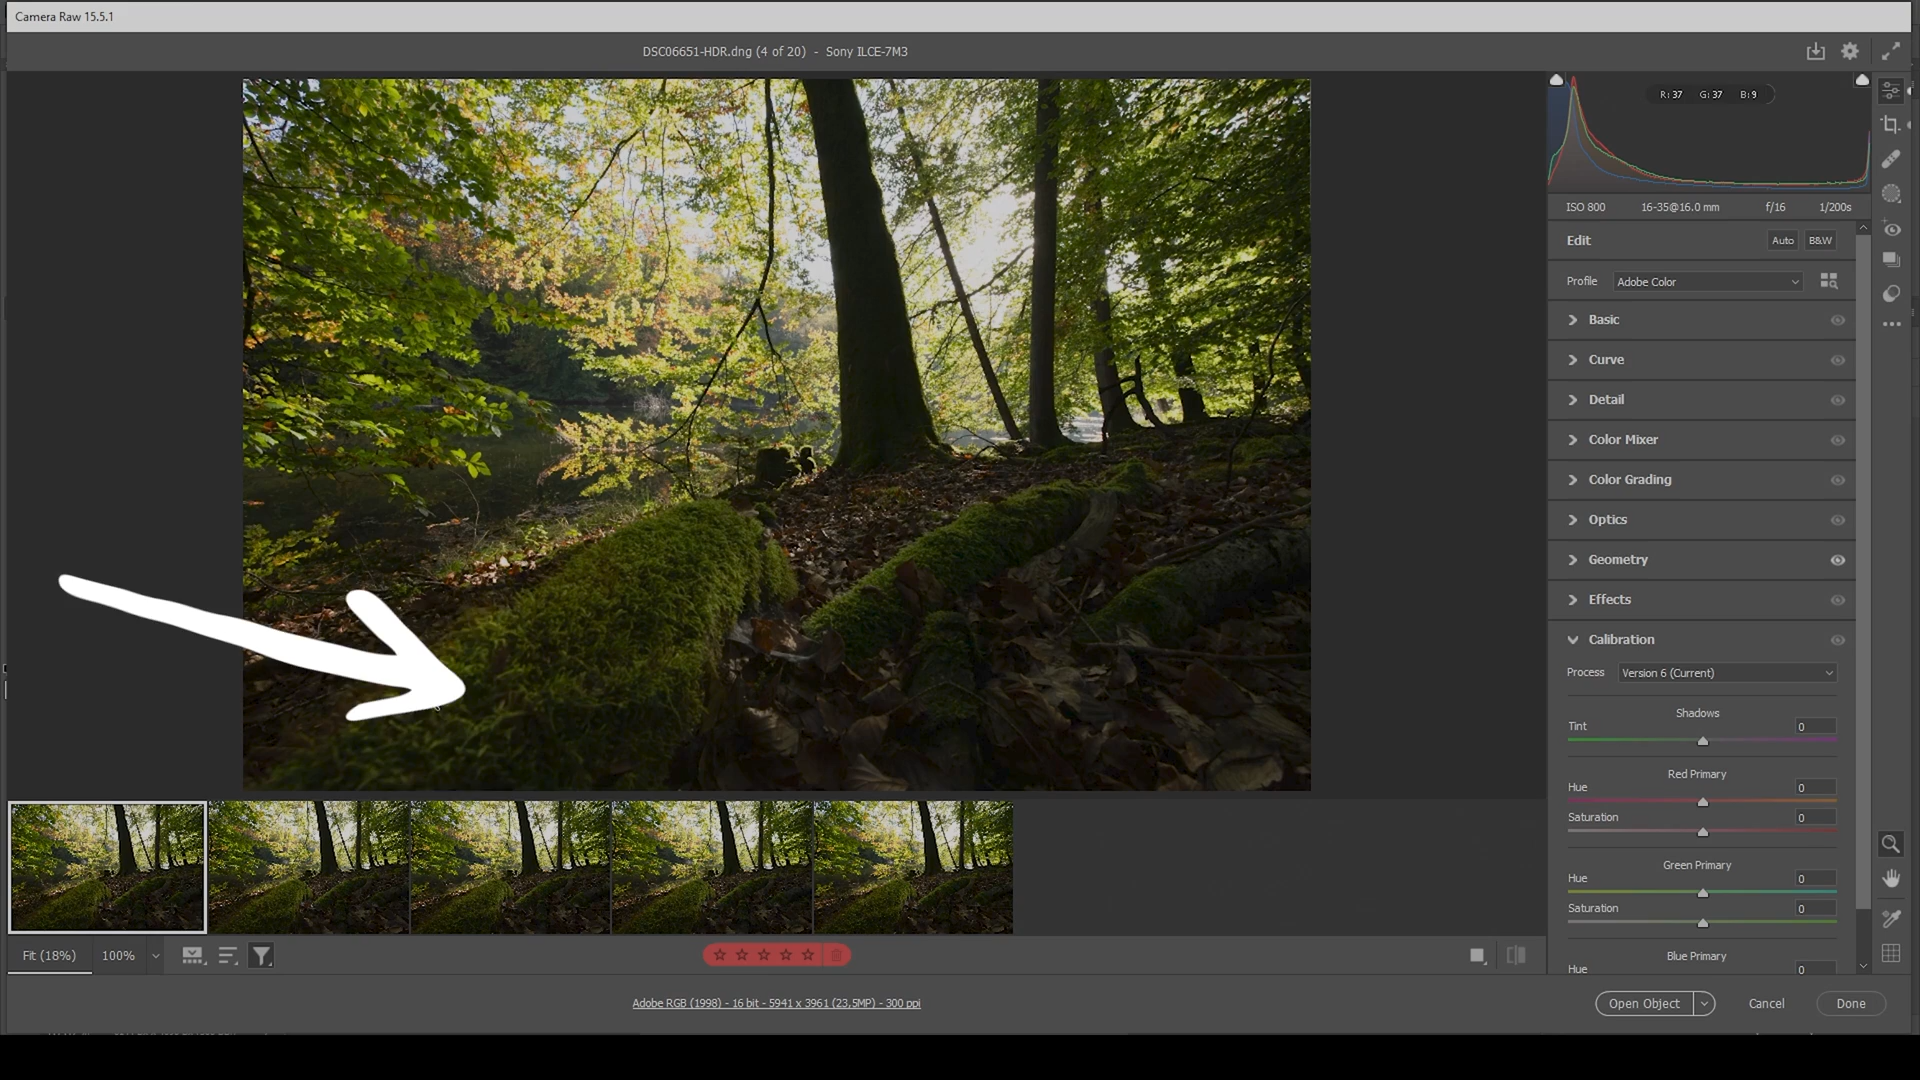 Camera Raw 15.5.1
DSC06651-HDR.dng (4 of 20) - Sony ILCE-7M3
R: 37 G: 37 B: 9
ISO 800 16-35@16.0 mm f/16 1/200s
Edit Auto B&W
Profile Adobe Color
Basic
Curve
Detail
Color Mixer
Color Grading
Optics
Geometry
Effects
Calibration
Process Version 6 (Current)
Shadows
Tint 0
Red Primary
Hue 0
Saturation 0
Green Primary
Hue 0
Saturation 0
Blue Primary
Hue 0
Fit (18%) 100%
Adobe RGB (1998) - 16 bit - 5941 x 3961 (23,5MP) - 300 ppi
Open Object Cancel Done